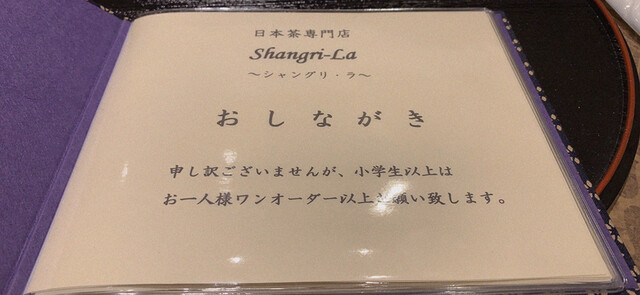 日本茶専門店
Shangri-La
～シャングリ・ラ～
おしながき
申し訳ございませんが、小学生以上は
お一人様ワンオーダー以上お願い致します。